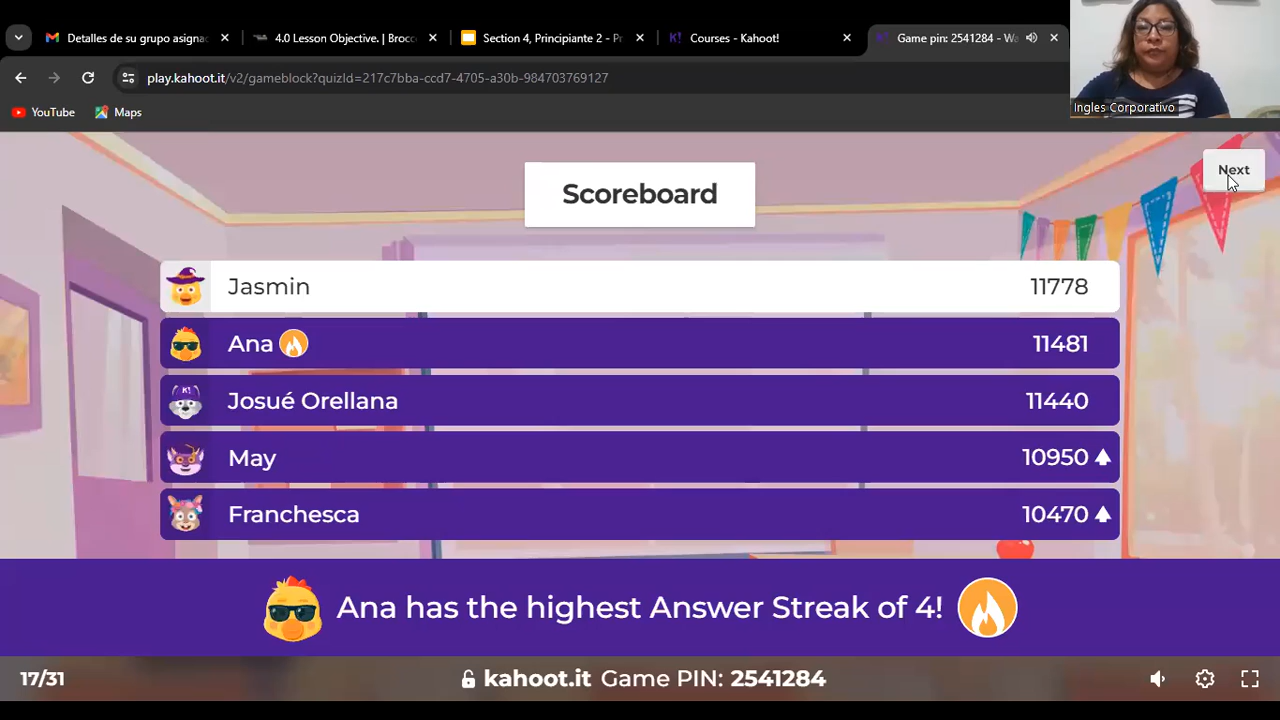 Detalles de su grupo asigna
4.0 Lesson Objective. | Brocc
Section 4, Principiante 2 - Pr
Courses - Kahoot!
Game pin: 2541284 - Wa
play.kahoot.it/v2/gameblock?quizId=217c7bba-ccd7-4705-a30b-984703769127
YouTube
Maps
Ingles Corporativo
Scoreboard
Next
Jasmin 11778
Ana 11481
Josué Orellana 11440
May 10950
Franchesca 10470
Ana has the highest Answer Streak of 4!
17/31
kahoot.it Game PIN: 2541284